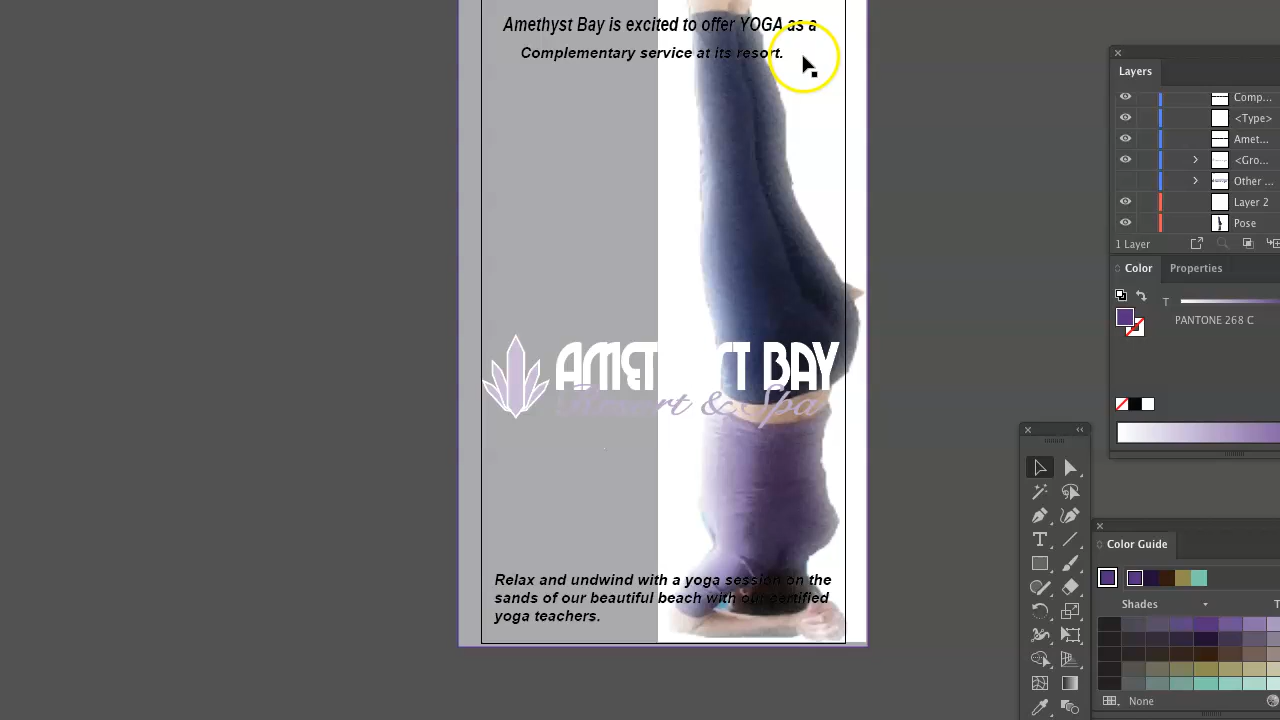 Amethyst Bay is excited to offer YOGA as a
Complementary service at its resort.
AMETHYST BAY
Resort & Spa
Relax and undwind with a yoga session on the
sands of our beautiful beach with our certified
yoga teachers.
Layers
Comp...
<Type>
Amet...
<Gro...
Other ...
Layer 2
Pose
1 Layer
Color
Properties
T
PANTONE 268 C
Color Guide
Shades
T
None